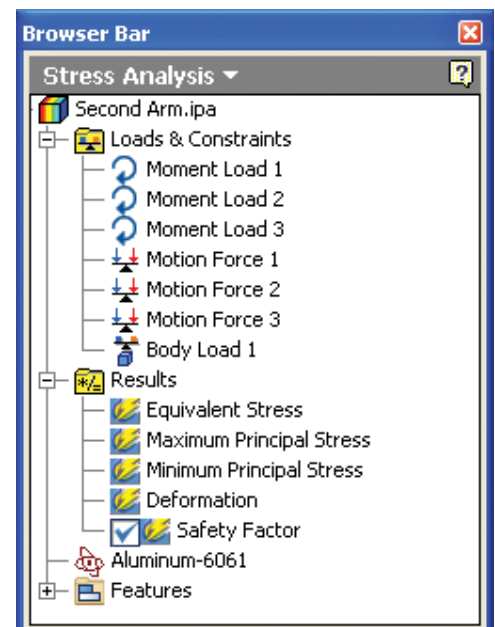 Browser Bar
Stress Analysis
Second Arm.ipa
Loads & Constraints
Moment Load 1
Moment Load 2
Moment Load 3
Motion Force 1
Motion Force 2
Motion Force 3
Body Load 1
Results
Equivalent Stress
Maximum Principal Stress
Minimum Principal Stress
Deformation
Safety Factor
Aluminum-6061
Features